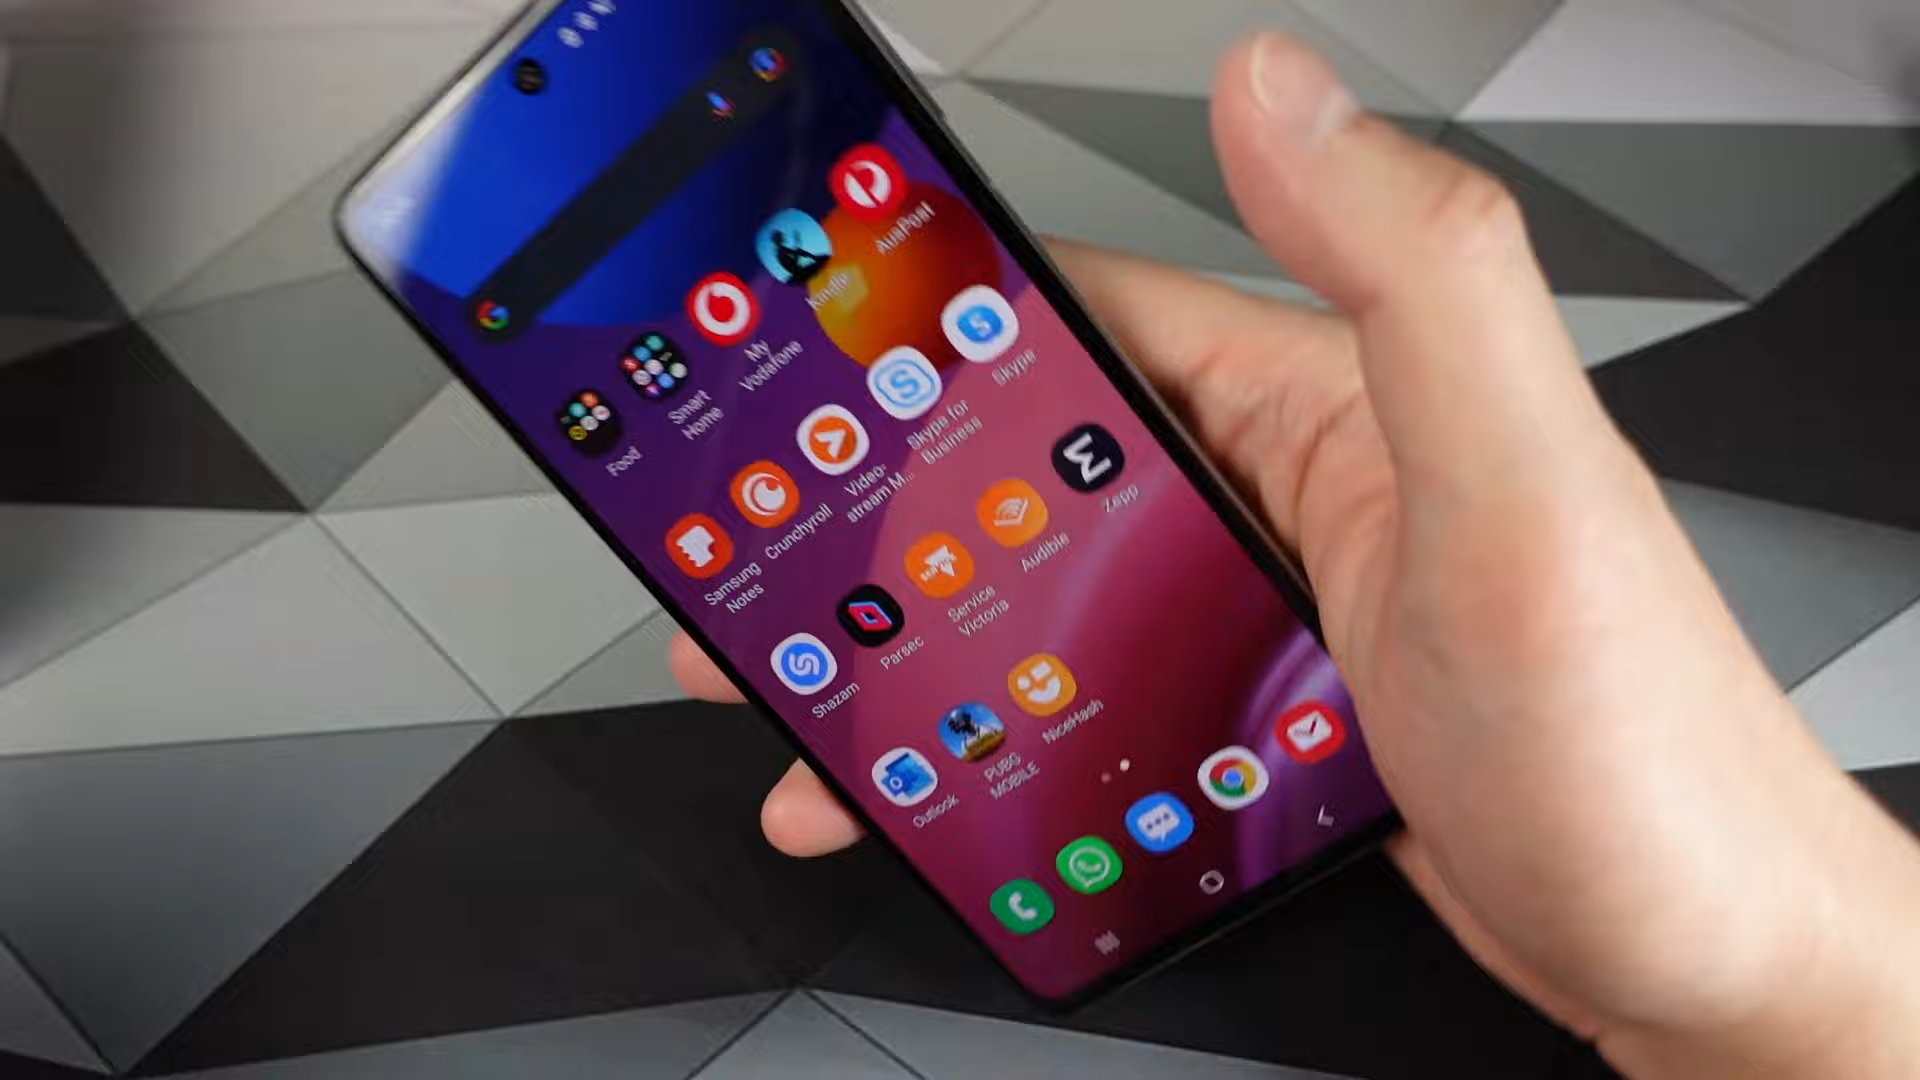 Food
Smart
Home
My
Vodafone
Kindle
AusPost
Samsung
Notes
Crunchyroll
Video-
stream M...
Skype for
Business
Skype
Shazam
Parsec
Service
Victoria
Audible
Zepp
Outlook
PUBG
MOBILE
NiceHash